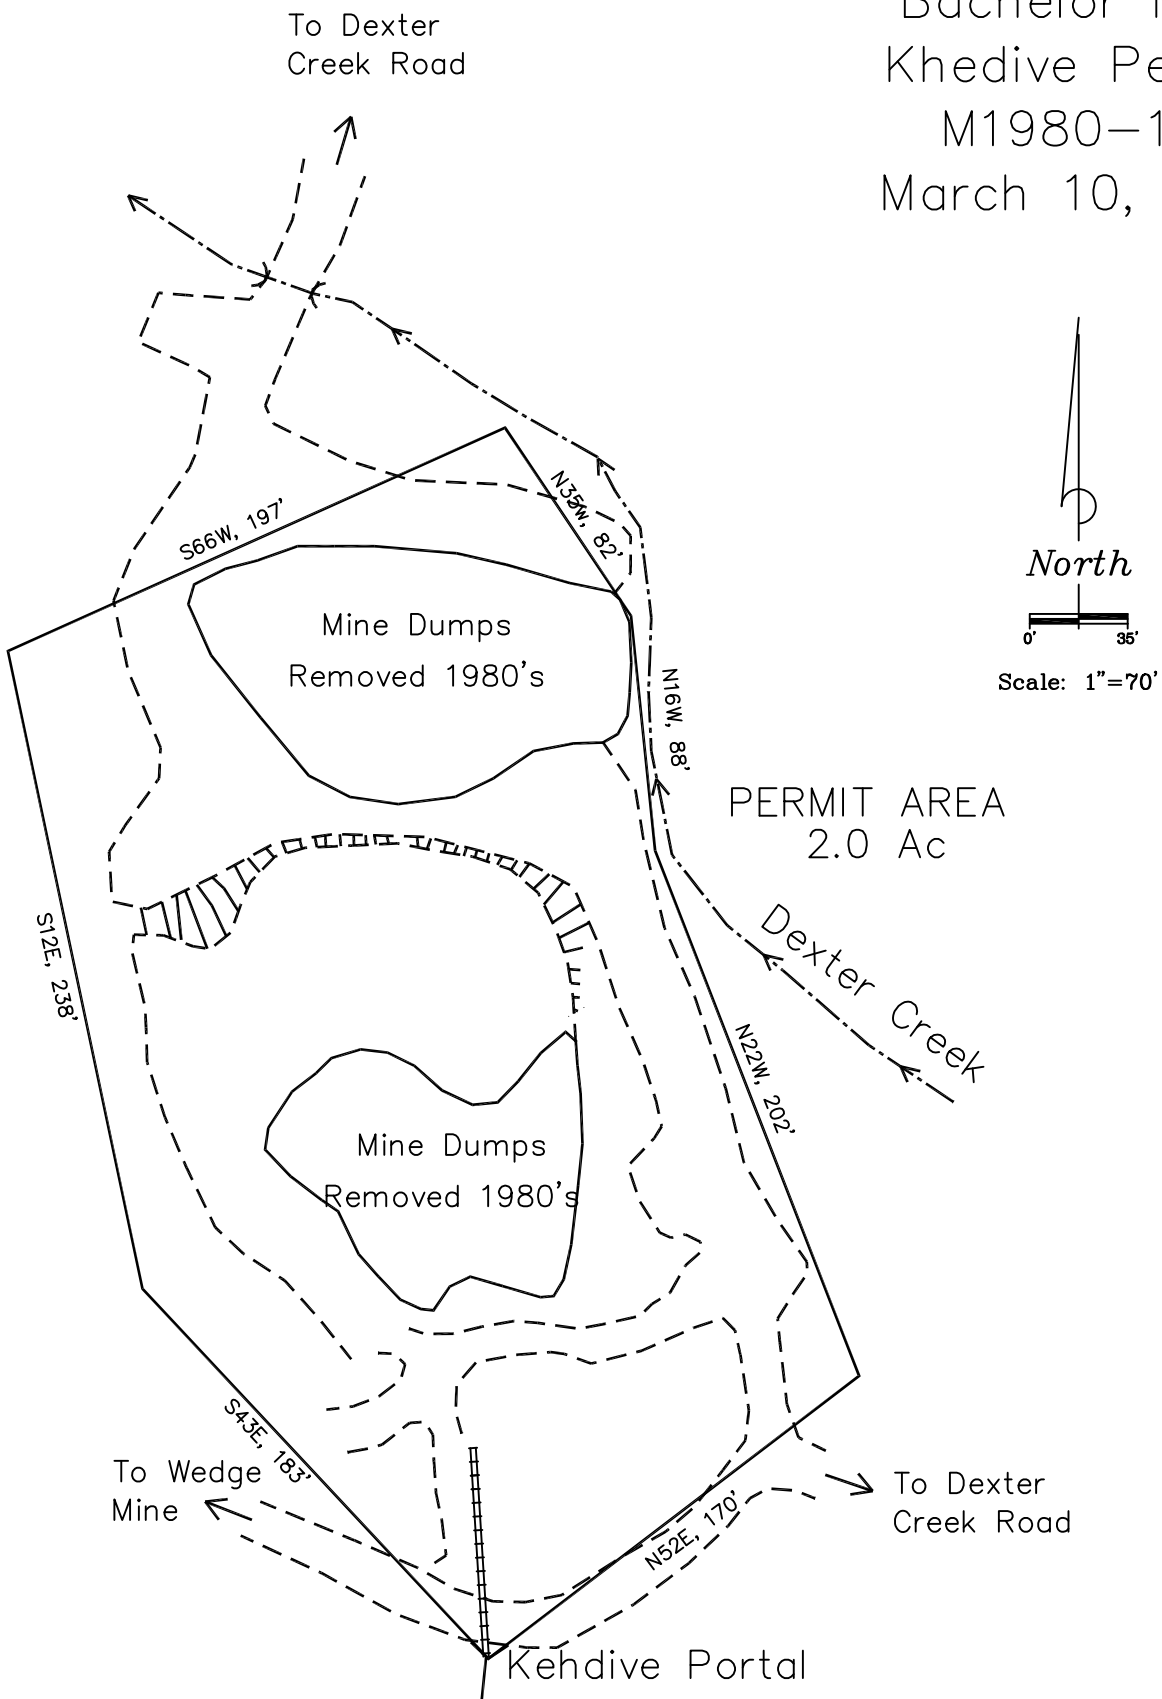 To Dexter
Creek Road
Bachelor
Khedive
M1980-1
March 10,
S66W, 197'
N35W, 82'
Mine Dumps
Removed 1980's
North
0' 35'
Scale: 1"=70'
N16W, 88'
PERMIT AREA
2.0 Ac
Dexter Creek
S12E, 238'
N22W, 202'
Mine Dumps
Removed 1980's
S43E, 183'
To Wedge
Mine
To Dexter
Creek Road
N52E, 170'
Kehdive Portal